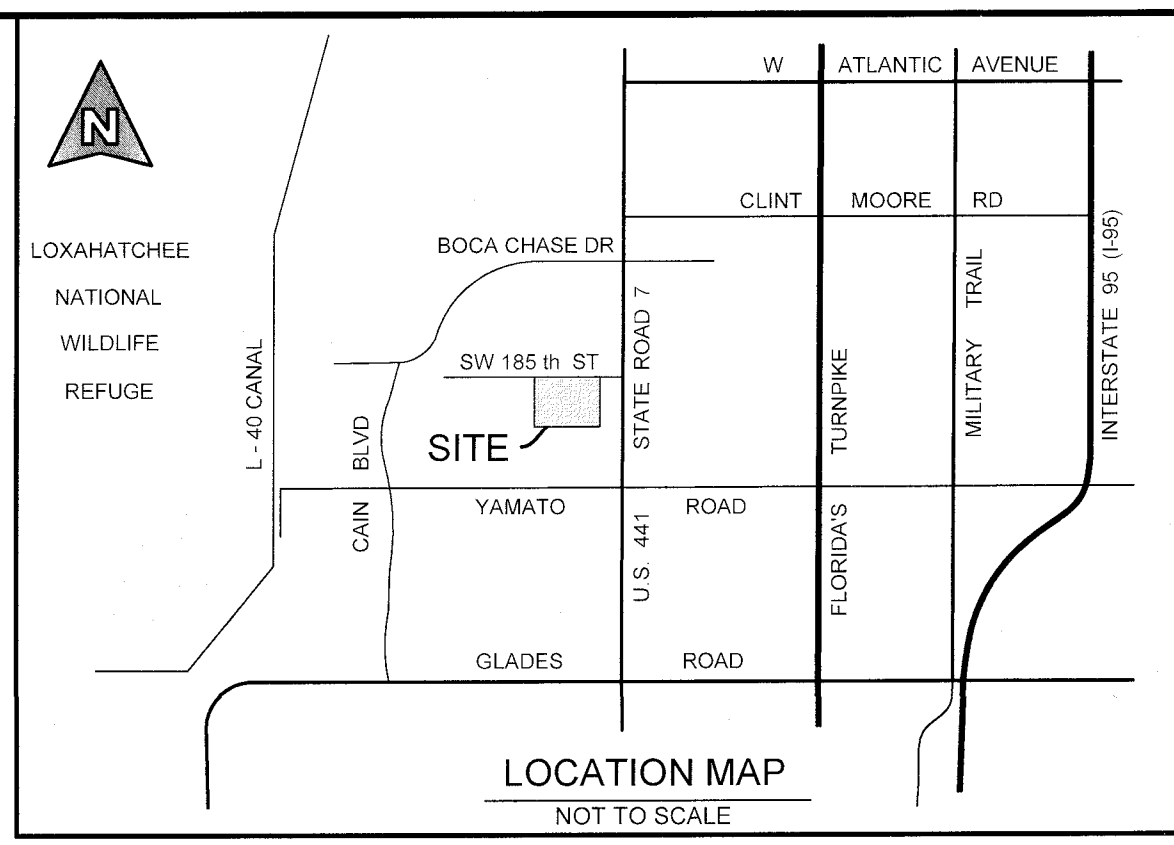 N
LOXAHATCHEE
NATIONAL
WILDLIFE
REFUGE
L - 40 CANAL
W ATLANTIC AVENUE
CLINT MOORE RD
BOCA CHASE DR
SW 185 th ST
SITE
CAIN BLVD
STATE ROAD 7
U.S. 441
FLORIDA'S TURNPIKE
MILITARY TRAIL
INTERSTATE 95 (I-95)
YAMATO ROAD
GLADES ROAD
LOCATION MAP
NOT TO SCALE